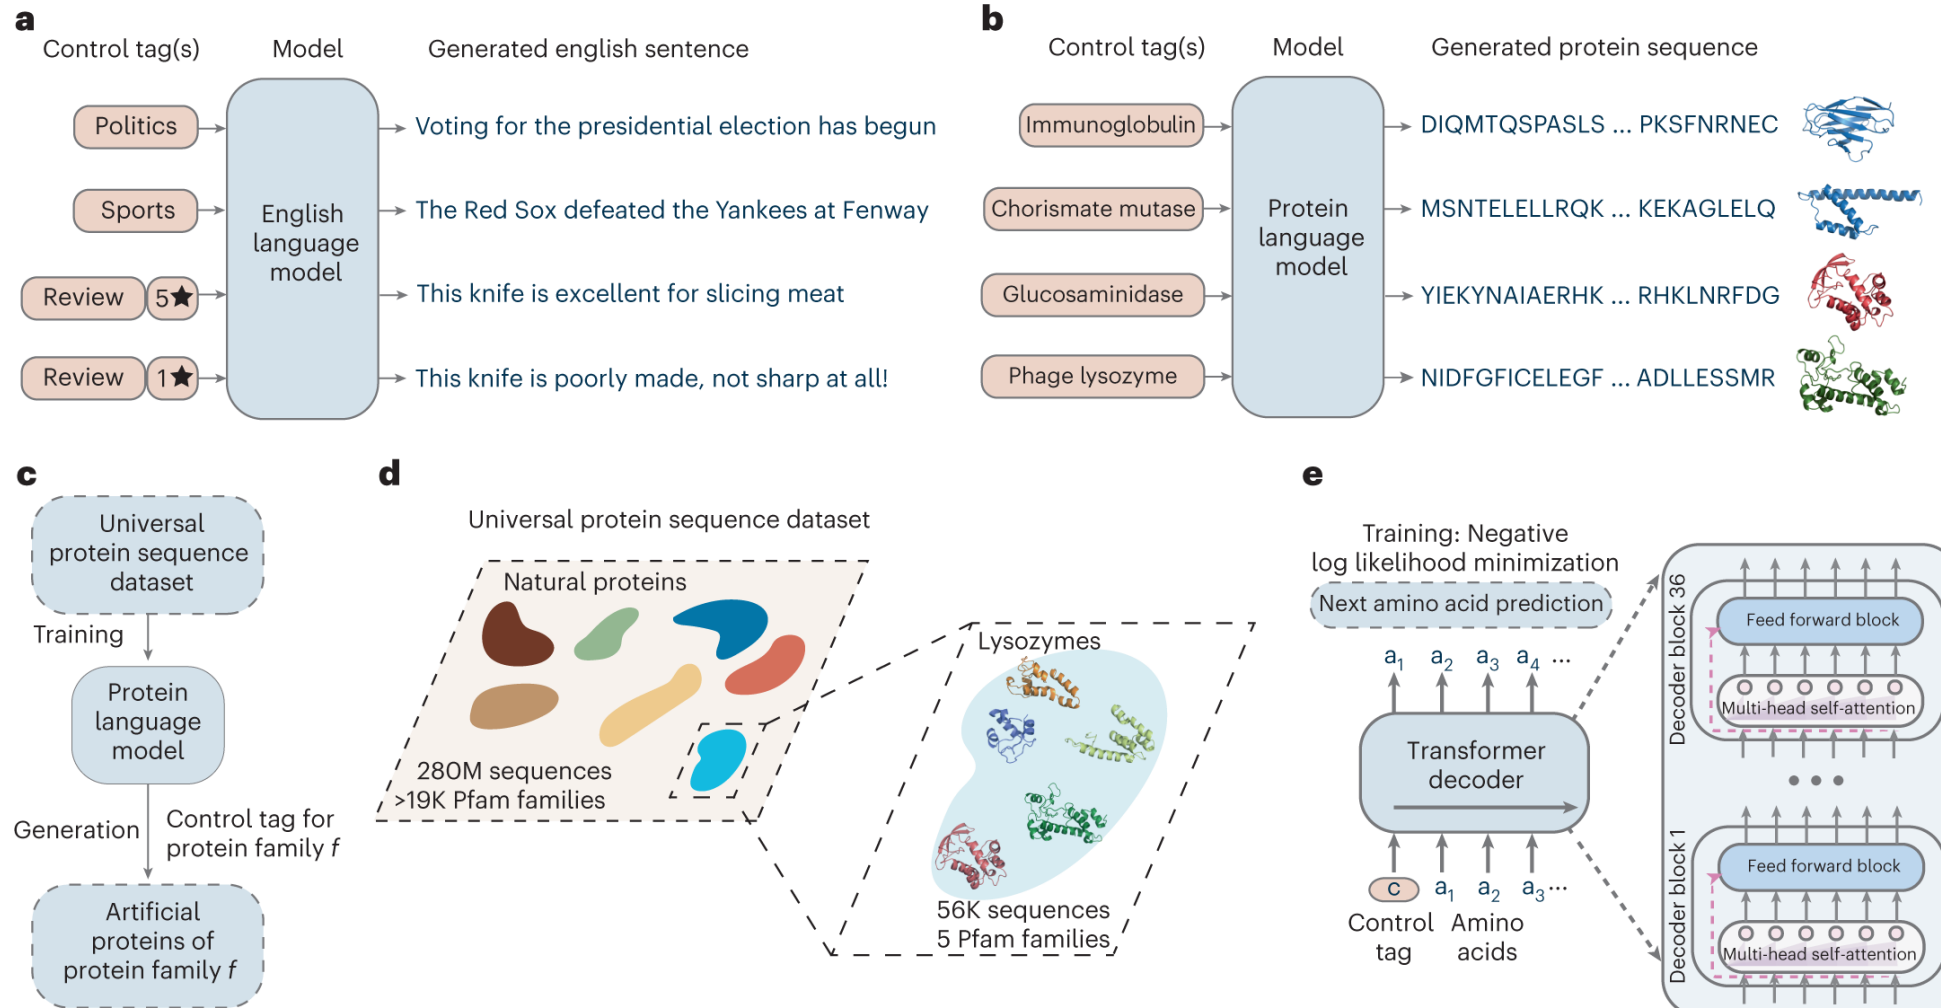 a
Control tag(s) Model Generated english sentence
Politics
Voting for the presidential election has begun
Sports
The Red Sox defeated the Yankees at Fenway
English
language
model
Review 5★
This knife is excellent for slicing meat
Review 1★
This knife is poorly made, not sharp at all!
b
Control tag(s) Model Generated protein sequence
Immunoglobulin
DIQMTQSPASLS ... PKSFNRNEC
Chorismate mutase
MSNTELELLRQK ... KEKAGLELQ
Protein
language
model
Glucosaminidase
YIEKYNAIAERHK ... RHKLNRFDG
Phage lysozyme
NIDFGFICELEGF ... ADLLESSMR
c
Universal
protein sequence
dataset
Training
Protein
language
model
Generation
Control tag for
protein family f
Artificial
proteins of
protein family f
d
Universal protein sequence dataset
Natural proteins
280M sequences
>19K Pfam families
Lysozymes
56K sequences
5 Pfam families
e
Training: Negative
log likelihood minimization
Next amino acid prediction
a1 a2 a3 a4 ...
Transformer
decoder
c a1 a2 a3 ...
Control
tag
Amino
acids
Decoder block 36
Feed forward block
Multi-head self-attention
Decoder block 1
Feed forward block
Multi-head self-attention